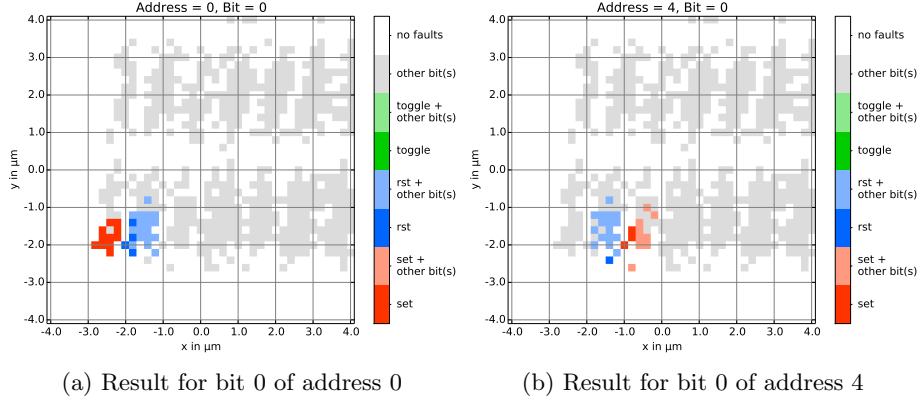 Address = 0, Bit = 0
4.0
3.0
2.0
1.0
0.0
-1.0
-2.0
-3.0
-4.0
y in µm
-4.0 -3.0 -2.0 -1.0 0.0 1.0 2.0 3.0 4.0
x in µm
no faults
other bit(s)
toggle +
other bit(s)
toggle
rst +
other bit(s)
rst
set +
other bit(s)
set
(a) Result for bit 0 of address 0
Address = 4, Bit = 0
4.0
3.0
2.0
1.0
0.0
-1.0
-2.0
-3.0
-4.0
y in µm
-4.0 -3.0 -2.0 -1.0 0.0 1.0 2.0 3.0 4.0
x in µm
no faults
other bit(s)
toggle +
other bit(s)
toggle
rst +
other bit(s)
rst
set +
other bit(s)
set
(b) Result for bit 0 of address 4